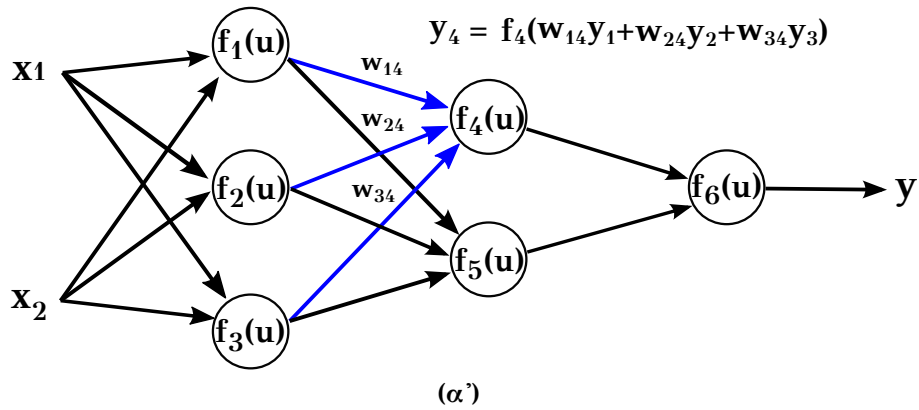 f₁(u)
y₄ = f₄(w₁₄y₁+w₂₄y₂+w₃₄y₃)
x1
w₁₄
w₂₄
f₄(u)
w₃₄
f₂(u)
f₆(u)
y
f₅(u)
x₂
f₃(u)
(α')